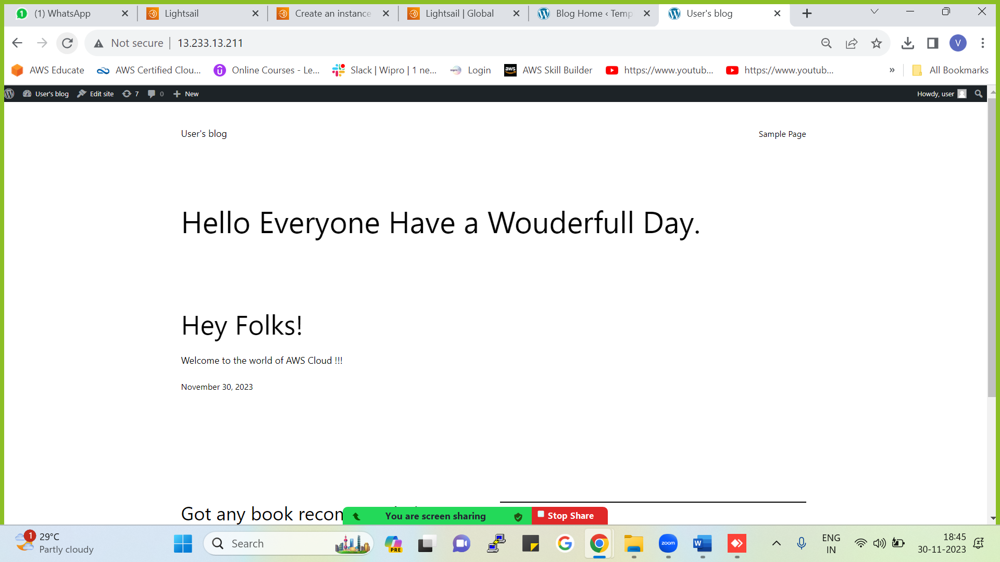 (1) WhatsApp
Lightsail
Create an instance
Lightsail | Global
Blog Home ‹ Temp
User's blog
Not secure
13.233.13.211
V
AWS Educate
AWS Certified Clou...
Online Courses - Le...
Slack | Wipro | 1 ne...
Login
AWS Skill Builder
https://www.youtub...
https://www.youtub...
»
All Bookmarks
User's blog
Edit site
7
0
New
Howdy, user
User's blog
Sample Page
Hello Everyone Have a Wouderfull Day.
Hey Folks!
Welcome to the world of AWS Cloud !!!
November 30, 2023
Got any book recon
You are screen sharing
Stop Share
1
29°C
Partly cloudy
Search
PRE
zoom
W
ENG
IN
18:45
30-11-2023